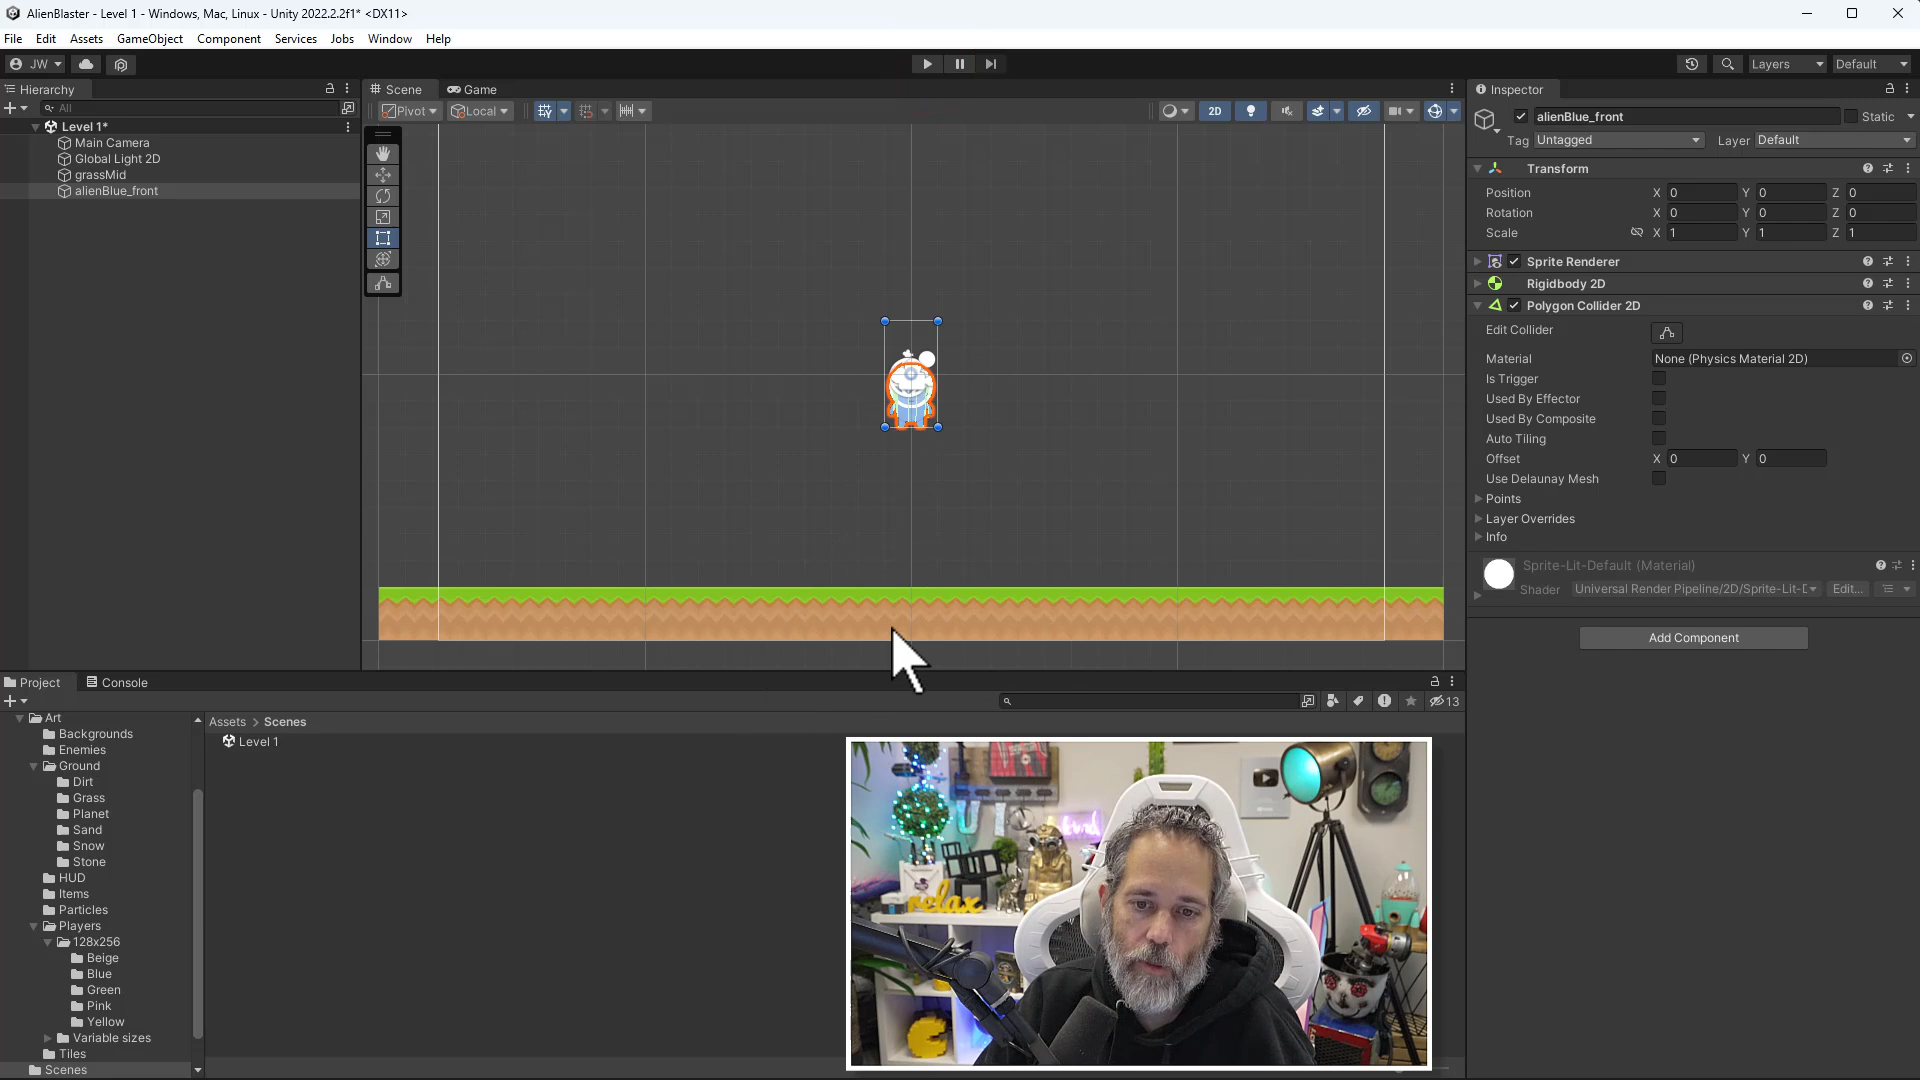 AlienBlaster - Level 1 - Windows, Mac, Linux - Unity 2022.2.2f1* <DX11>
File Edit Assets GameObject Component Services Jobs Window Help
JW
Layers Default
Hierarchy
All
Level 1*
Main Camera
Global Light 2D
grassMid
alienBlue_front
Scene Game
Pivot Local
2D
Inspector
alienBlue_front Static
Tag Untagged Layer Default
Transform
Position X 0 Y 0 Z 0
Rotation X 0 Y 0 Z 0
Scale X 1 Y 1 Z 1
Sprite Renderer
Rigidbody 2D
Polygon Collider 2D
Edit Collider
Material None (Physics Material 2D)
Is Trigger
Used By Effector
Used By Composite
Auto Tiling
Offset X 0 Y 0
Use Delaunay Mesh
Points
Layer Overrides
Info
Sprite-Lit-Default (Material)
Shader Universal Render Pipeline/2D/Sprite-Lit-D Edit...
Add Component
Project Console
13
Art
Backgrounds
Enemies
Ground
Dirt
Grass
Planet
Sand
Snow
Stone
HUD
Items
Particles
Players
128x256
Beige
Blue
Green
Pink
Yellow
Variable sizes
Tiles
Scenes
Assets > Scenes
Level 1
relax